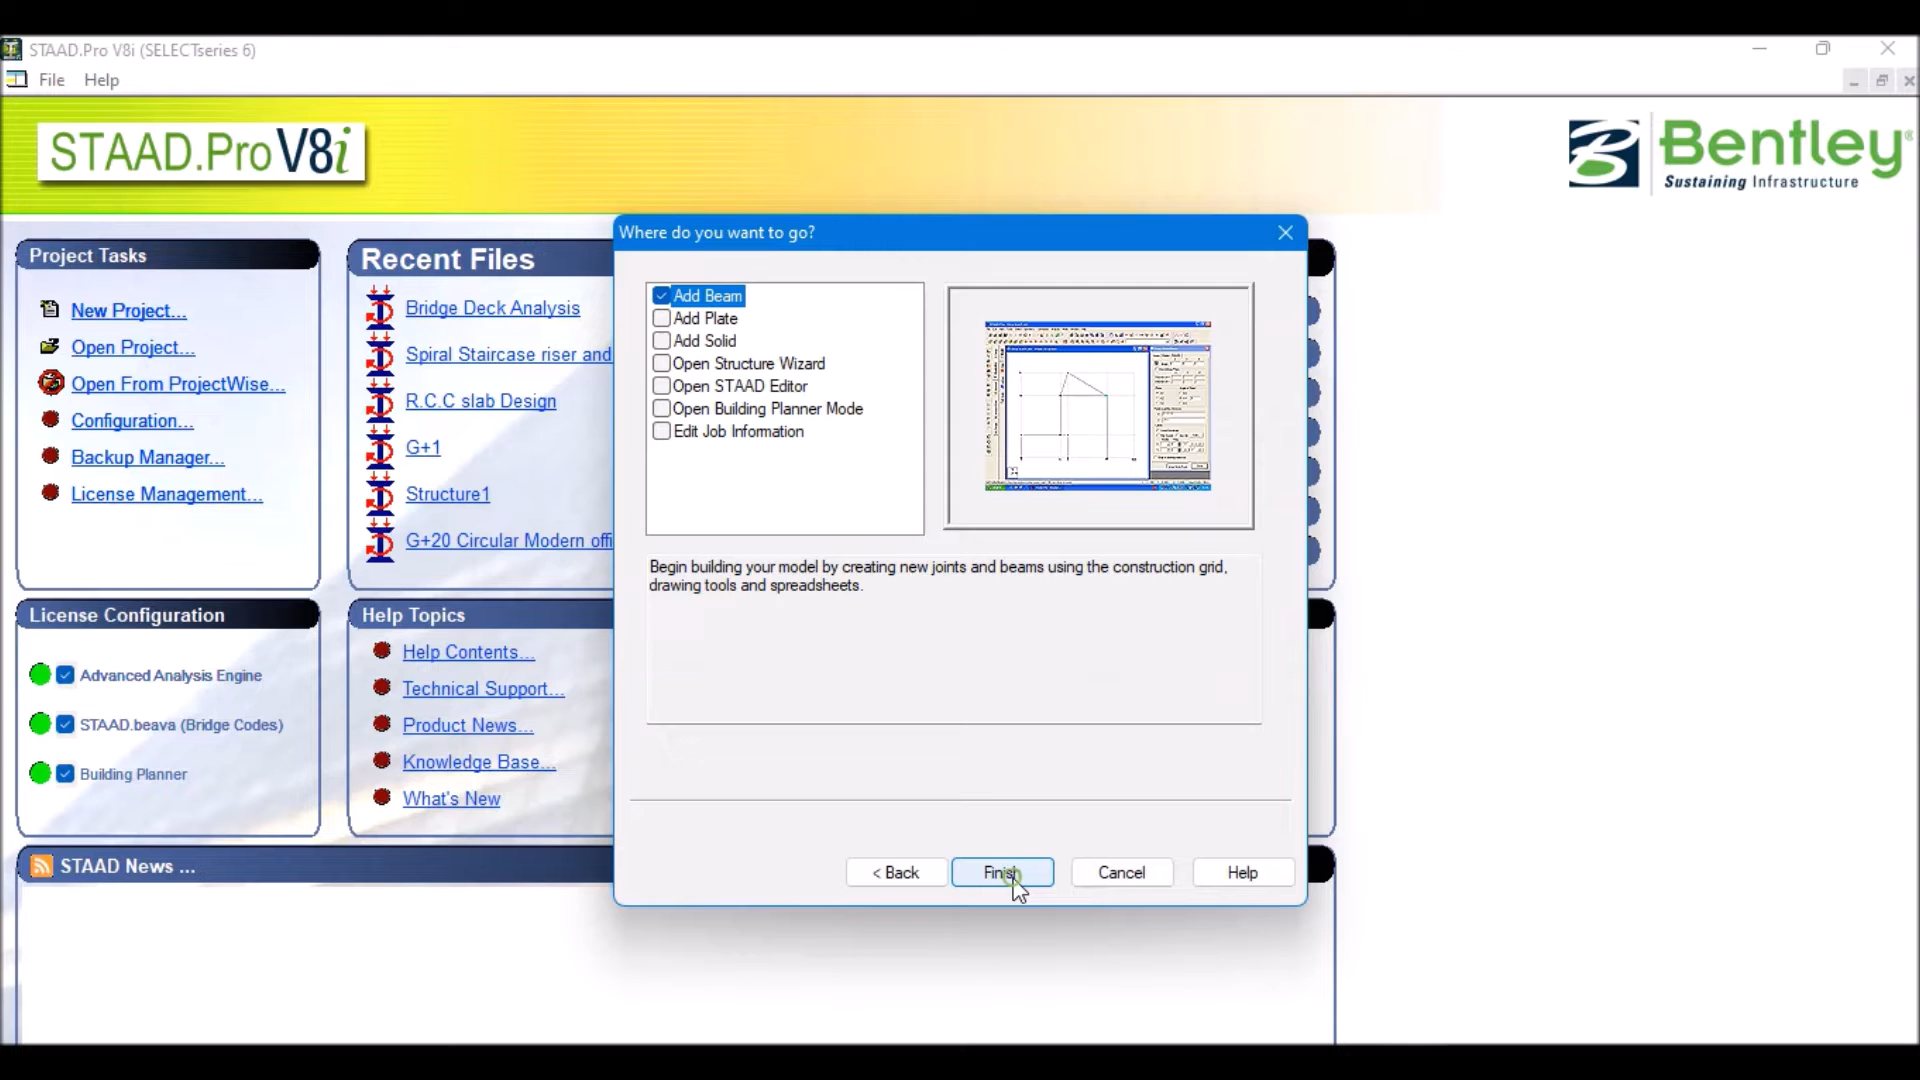 STAAD.Pro V8i (SELECTseries 6)
File Help
STAAD.Pro V8i
Bentley®
Sustaining Infrastructure
Project Tasks
New Project...
Open Project...
Open From ProjectWise...
Configuration...
Backup Manager...
License Management...
Recent Files
Bridge Deck Analysis
Spiral Staircase riser and
R.C.C slab Design
G+1
Structure1
G+20 Circular Modern offi
License Configuration
Advanced Analysis Engine
STAAD.beava (Bridge Codes)
Building Planner
Help Topics
Help Contents...
Technical Support...
Product News...
Knowledge Base...
What's New
STAAD News ...
Where do you want to go?
Add Beam
Add Plate
Add Solid
Open Structure Wizard
Open STAAD Editor
Open Building Planner Mode
Edit Job Information
Begin building your model by creating new joints and beams using the construction grid,
drawing tools and spreadsheets.
< Back
Finish
Cancel
Help